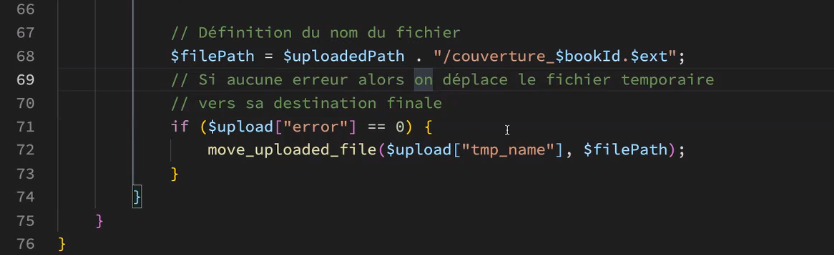 66
67 // Définition du nom du fichier
68 $filePath = $uploadedPath . "/couverture_$bookId.$ext";
69 // Si aucune erreur alors on déplace le fichier temporaire
70 // vers sa destination finale
71 if ($upload["error"] == 0) {
72 move_uploaded_file($upload["tmp_name"], $filePath);
73 }
74 }
75 }
76 }